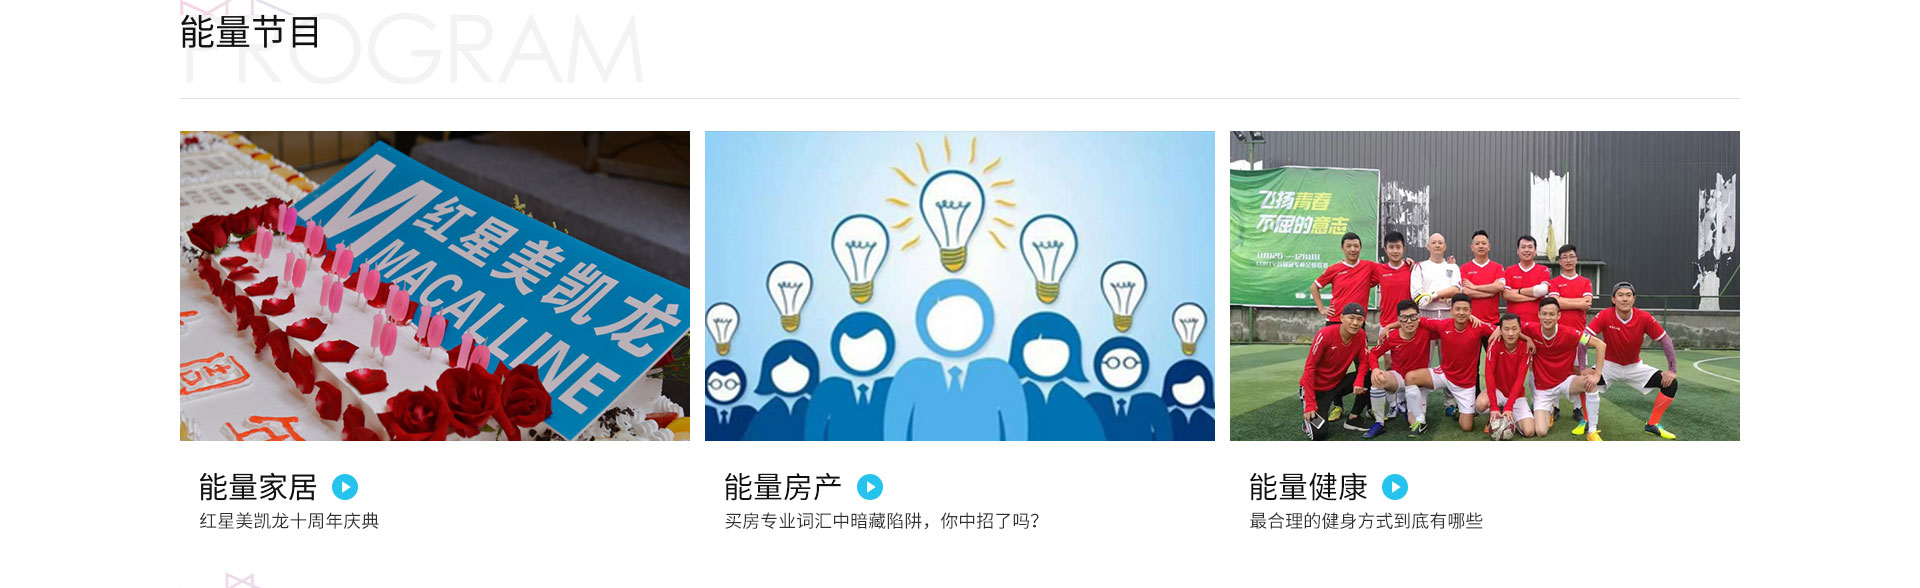 能量节目
PROGRAM
M
红星美凯龙
MACALLINE
飞扬青春
不屈的意志
能量家居
红星美凯龙十周年庆典
能量房产
买房专业词汇中暗藏陷阱，你中招了吗？
能量健康
最合理的健身方式到底有哪些